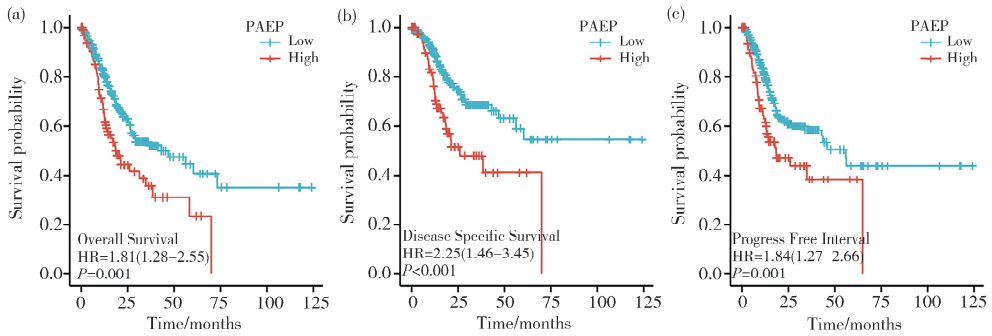 (a)
PAEP
Low
High
1.0
0.8
0.6
0.4
0.2
0.0
Survival probability
Overall Survival
HR=1.81(1.28−2.55)
P=0.001
0 25 50 75 100 125
Time/months
(b)
PAEP
Low
High
1.0
0.8
0.6
0.4
0.2
0.0
Survival probability
Disease Specific Survival
HR=2.25(1.46−3.45)
P<0.001
0 25 50 75 100 125
Time/months
(c)
PAEP
Low
High
1.0
0.8
0.6
0.4
0.2
0.0
Survival probability
Progress Free Interval
HR=1.84(1.27 2.66)
P=0.001
0 25 50 75 100 125
Time/months